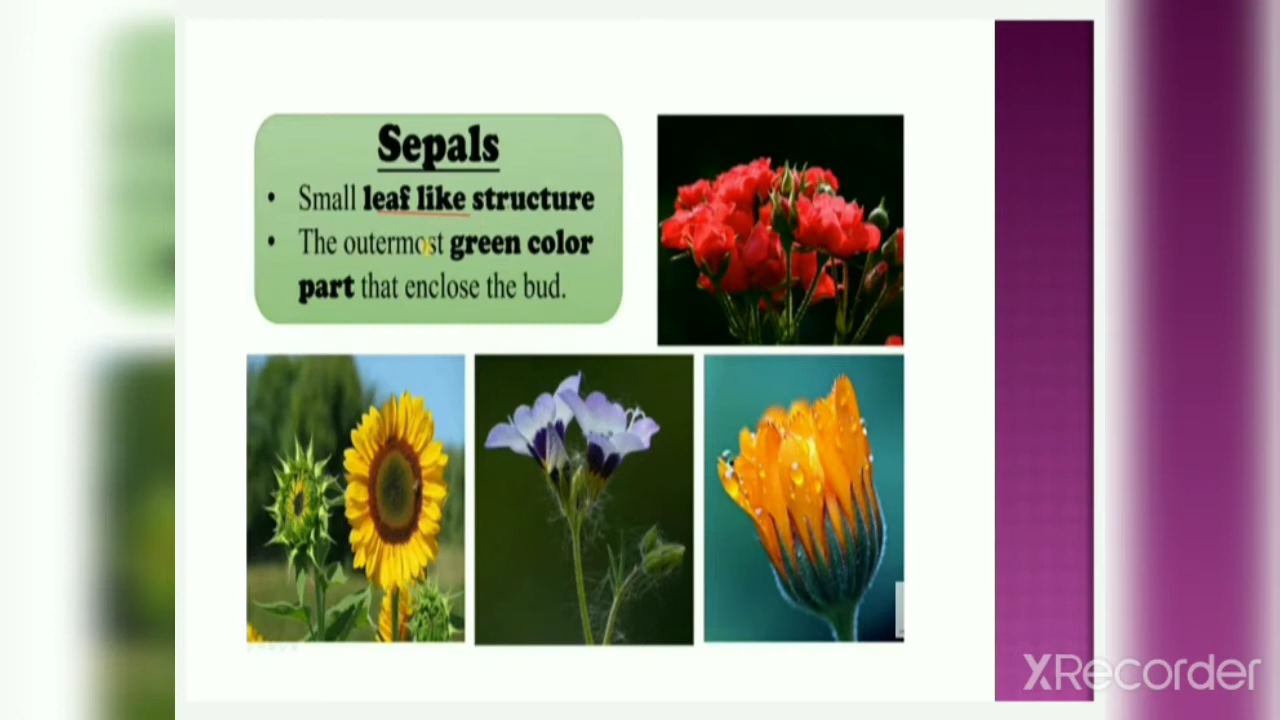 Sepals
• Small leaf like structure
• The outermost green color
part that enclose the bud.
XRecorder